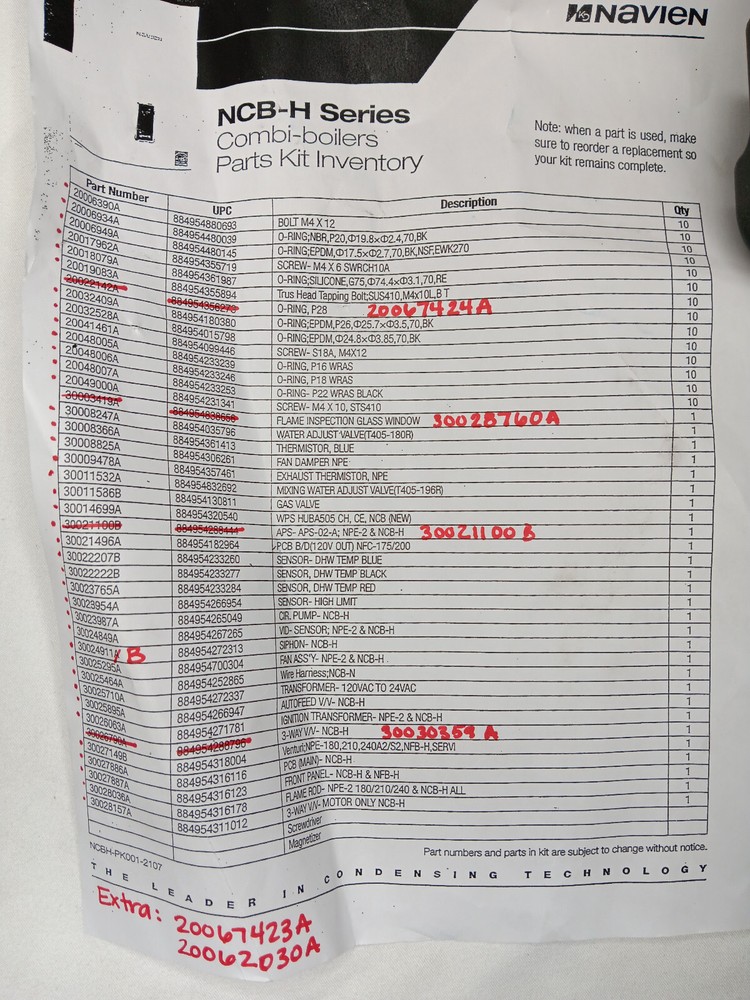 NAVIEN
KD NAVIEN
NCB-H Series
Combi-boilers
Parts Kit Inventory
Note: when a part is used, make
sure to reorder a replacement so
your kit remains complete.
Part Number UPC Description Qty
20006390A 884954880693 BOLT M4 X 12 10
20006934A 884954480039 O-RING;NBR,P20,Φ19.8×Φ2.4,70,BK 10
20006949A 884954480145 O-RING;EPDM,Φ17.5×Φ2.7,70,BK,NSF,EWK270 10
20017962A 884954355719 SCREW- M4 X 6 SWRCH10A 10
20018079A 884954361987 O-RING;SILICONE,G75,Φ74.4×Φ3.1,70,RE 10
20019083A 884954355894 Trus Head Tapping Bolt;SUS410,M4x10L,B T 10
20022142A 884954356273 O-RING, P28 20067424A 10
20032409A 884954180380 O-RING;EPDM,P26,Φ25.7×Φ3.5,70,BK 10
20032528A 884954015798 O-RING;EPDM,Φ24.8×Φ3.85,70,BK 10
20041461A 884954099446 SCREW- S18A, M4X12 10
20048005A 884954233239 O-RING, P16 WRAS 10
20048006A 884954233246 O-RING, P18 WRAS 10
20048007A 884954233253 O-RING- P22 WRAS BLACK 10
20049000A 884954231341 SCREW- M4 X 10, STS410 10
30003419A 884954838656 FLAME INSPECTION GLASS WINDOW 30028760A 1
30008247A 884954035796 WATER ADJUST VALVE(T405-180R) 1
30008366A 884954361413 THERMISTOR, BLUE 1
30008825A 884954306261 FAN DAMPER NPE 1
30009478A 884954357461 EXHAUST THERMISTOR, NPE 1
30011532A 884954832692 MIXING WATER ADJUST VALVE(T405-196R) 1
30011586B 884954130811 GAS VALVE 1
30014699A 884954320540 WPS HUBA505 CH, CE, NCB (NEW) 1
30021100B 884954288444 APS- APS-02-A; NPE-2 & NCB-H 30021100B 1
30021496A 884954182964 PCB B/D(120V OUT) NFC-175/200 1
30022207B 884954233260 SENSOR- DHW TEMP BLUE 1
30022222B 884954233277 SENSOR, DHW TEMP BLACK 1
30023765A 884954233284 SENSOR, DHW TEMP RED 1
30023954A 884954266954 SENSOR- HIGH LIMIT 1
30023987A 884954265049 CIR. PUMP- NCB-H 1
30024849A 884954267265 VID- SENSOR; NPE-2 & NCB-H 1
30024911A B 884954272313 SIPHON- NCB-H 1
30025295A 884954700304 FAN ASS'Y- NPE-2 & NCB-H 1
30025464A 884954252865 Wire Harness;NCB-N 1
30025710A 884954272337 TRANSFORMER- 120VAC TO 24VAC 1
30025895A 884954266947 AUTOFEED V/V- NCB-H 1
30026063A 884954271781 IGNITION TRANSFORMER- NPE-2 & NCB-H 1
30026790A 884954288796 3-WAY V/V- NCB-H 30030359A 1
30027149B 884954318004 Venturi;NPE-180,210,240A2/S2,NFB-H,SERVI 1
30027886A 884954316116 PCB (MAIN)- NCB-H 1
30027887A 884954316123 FRONT PANEL- NCB-H & NFB-H 1
30028036A 884954316178 FLAME ROD- NPE-2 180/210/240 & NCB-H ALL 1
30028157A 884954311012 3-WAY V/V- MOTOR ONLY NCB-H 1
Screwdriver
Magnetizer
NCBH-PK001-2107
Part numbers and parts in kit are subject to change without notice.
THE LEADER IN CONDENSING TECHNOLOGY
Extra: 20067423A
20062030A